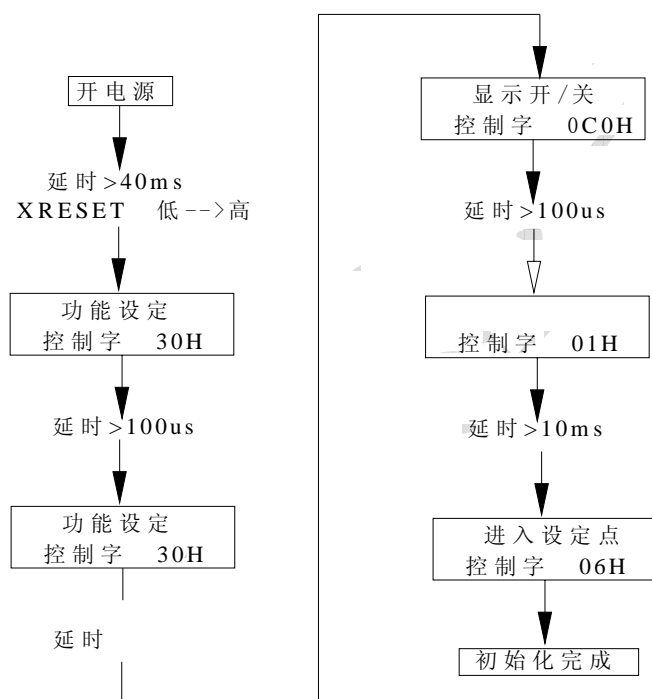 开电源
延时>40ms
XRESET 低-->高
功能设定
控制字 30H
延时>100us
功能设定
控制字 30H
延时
显示开/关
控制字 0C0H
延时>100us
控制字 01H
延时>10ms
进入设定点
控制字 06H
初始化完成